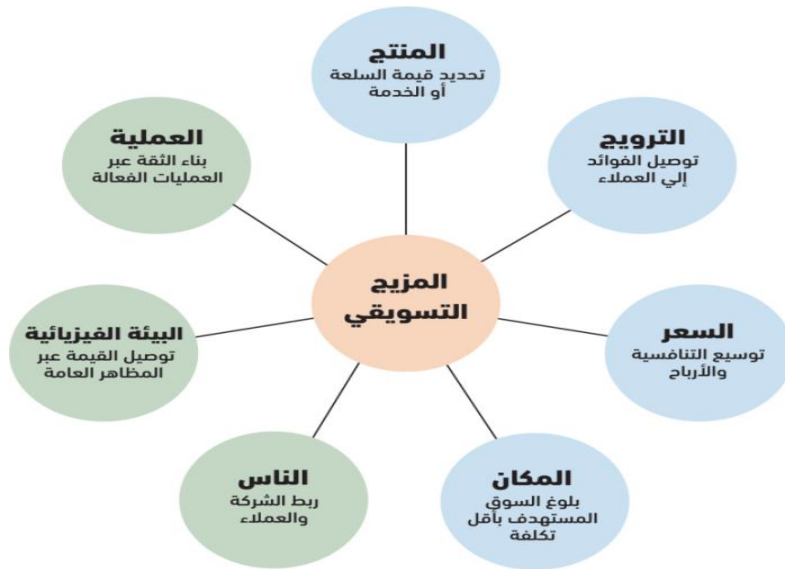 المنتج
تحديد قيمة السلعة
أو الخدمة
الترويج
توصيل الفوائد
إلي العملاء
السعر
توسيع التنافسية
والأرباح
المكان
بلوغ السوق
المستهدف بأقل
تكلفة
الناس
ربط الشركة
والعملاء
البيئة الفيزيائية
توصيل القيمة عبر
المظاهر العامة
العملية
بناء الثقة عبر
العمليات الفعالة
المزيج
التسويقي